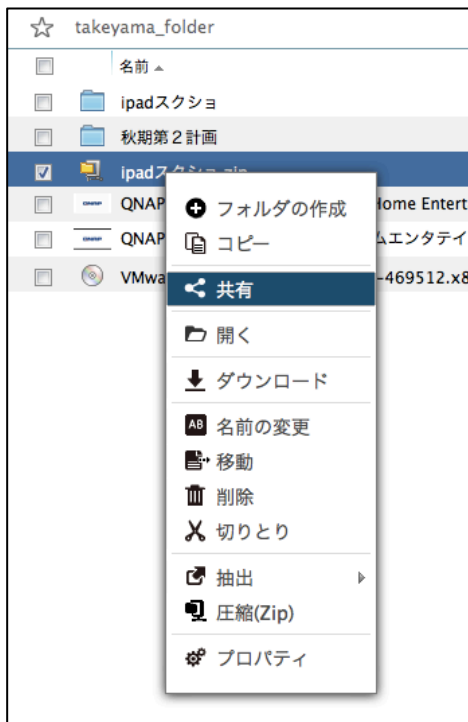 takeyama_folder
名前
ipadスクショ
秋期第２計画
ipadスクショ.zip
QNAP
Home Entert
QNAP
ムエンタテイ
VMwa
-469512.x8
フォルダの作成
コピー
共有
開く
ダウンロード
AB
名前の変更
移動
削除
切りとり
抽出
圧縮(Zip)
プロパティ